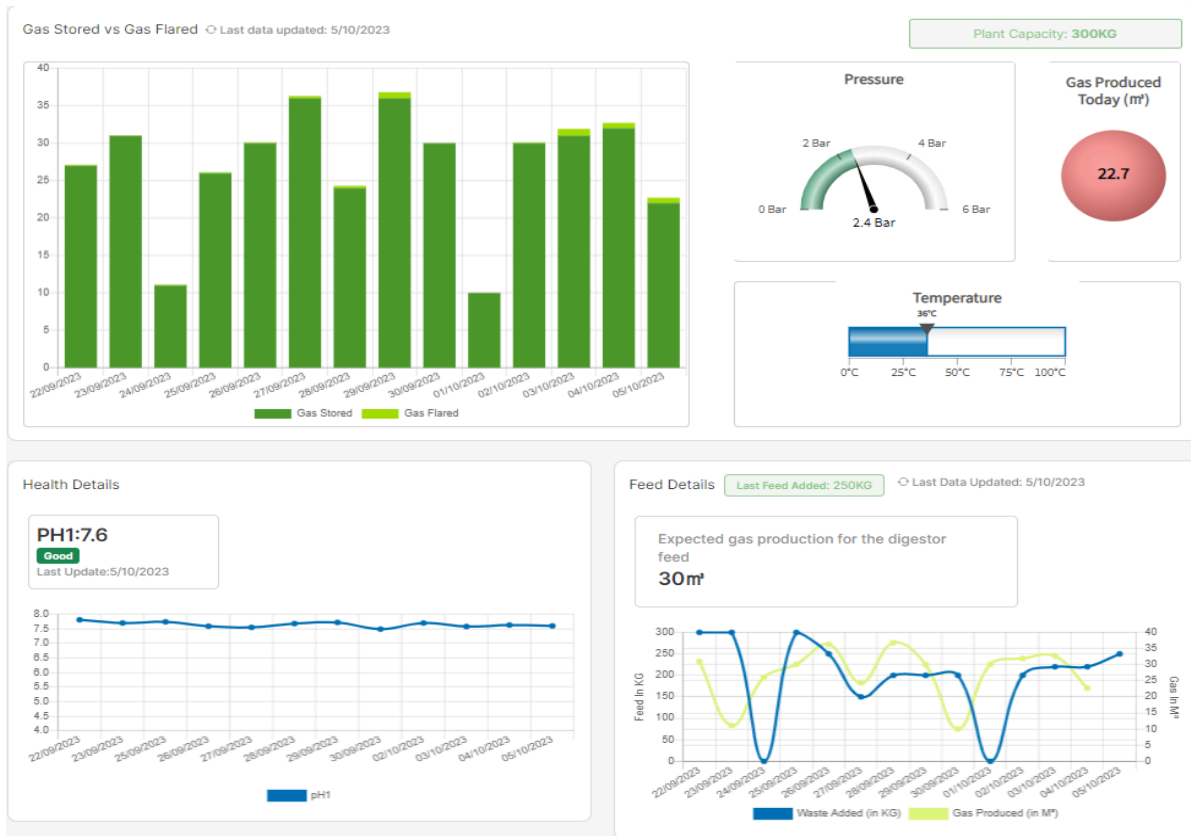 Gas Stored vs Gas Flared Last data updated: 5/10/2023
Plant Capacity: 300KG
40
35
30
25
20
15
10
5
0
22/09/2023 23/09/2023 24/09/2023 25/09/2023 26/09/2023 27/09/2023 28/09/2023 29/09/2023 30/09/2023 01/10/2023 02/10/2023 03/10/2023 04/10/2023 05/10/2023
Gas Stored Gas Flared
Pressure
2 Bar 4 Bar
0 Bar 6 Bar
2.4 Bar
Gas Produced
Today (m³)
22.7
Temperature
36°C
0°C 25°C 50°C 75°C 100°C
Health Details
PH1:7.6
Good
Last Update:5/10/2023
8.0
7.5
7.0
6.5
6.0
5.5
5.0
4.5
4.0
22/09/2023 23/09/2023 25/09/2023 26/09/2023 27/09/2023 28/09/2023 29/09/2023 30/09/2023 02/10/2023 03/10/2023 04/10/2023 05/10/2023
pH1
Feed Details Last Feed Added: 250KG Last Data Updated: 5/10/2023
Expected gas production for the digestor
feed
30m³
Feed In KG
300
250
200
150
100
50
0
40
35
30
25
20
15
10
5
0
Gas In M³
22/09/2023 23/09/2023 24/09/2023 25/09/2023 26/09/2023 27/09/2023 28/09/2023 29/09/2023 30/09/2023 01/10/2023 02/10/2023 03/10/2023 04/10/2023 05/10/2023
Waste Added (in KG) Gas Produced (in M³)